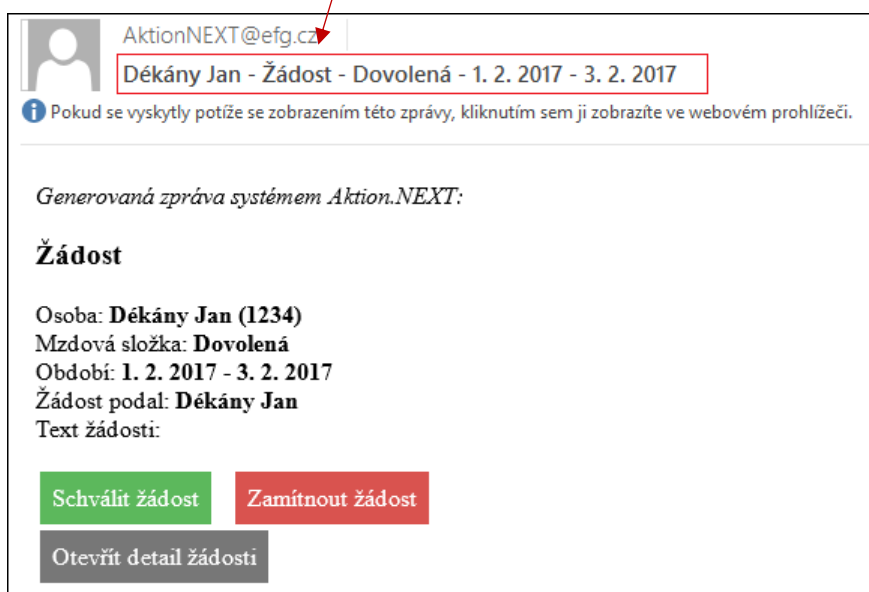 AktionNEXT@efg.cz
Dékány Jan - Žádost - Dovolená - 1. 2. 2017 - 3. 2. 2017
Pokud se vyskytly potíže se zobrazením této zprávy, kliknutím sem ji zobrazíte ve webovém prohlížeči.
Generovaná zpráva systémem Aktion.NEXT:
Žádost
Osoba: Dékány Jan (1234)
Mzdová složka: Dovolená
Období: 1. 2. 2017 - 3. 2. 2017
Žádost podal: Dékány Jan
Text žádosti:
Schválit žádost Zamítnout žádost
Otevřít detail žádosti